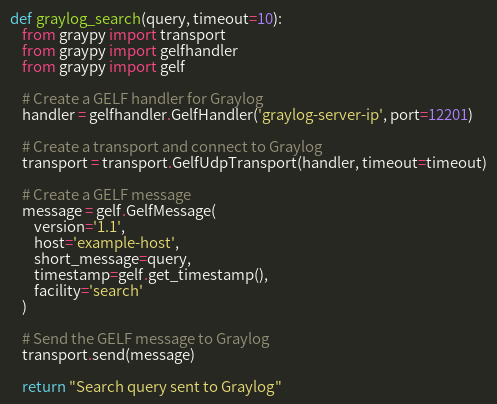 def graylog_search(query, timeout=10):
from graypy import transport
from graypy import gelfhandler
from graypy import gelf
# Create a GELF handler for Graylog
handler = gelfhandler.GelfHandler('graylog-server-ip', port=12201)
# Create a transport and connect to Graylog
transport = transport.GelfUdpTransport(handler, timeout=timeout)
# Create a GELF message
message = gelf.GelfMessage(
version='1.1',
host='example-host',
short_message=query,
timestamp=gelf.get_timestamp(),
facility='search'
)
# Send the GELF message to Graylog
transport.send(message)
return "Search query sent to Graylog"